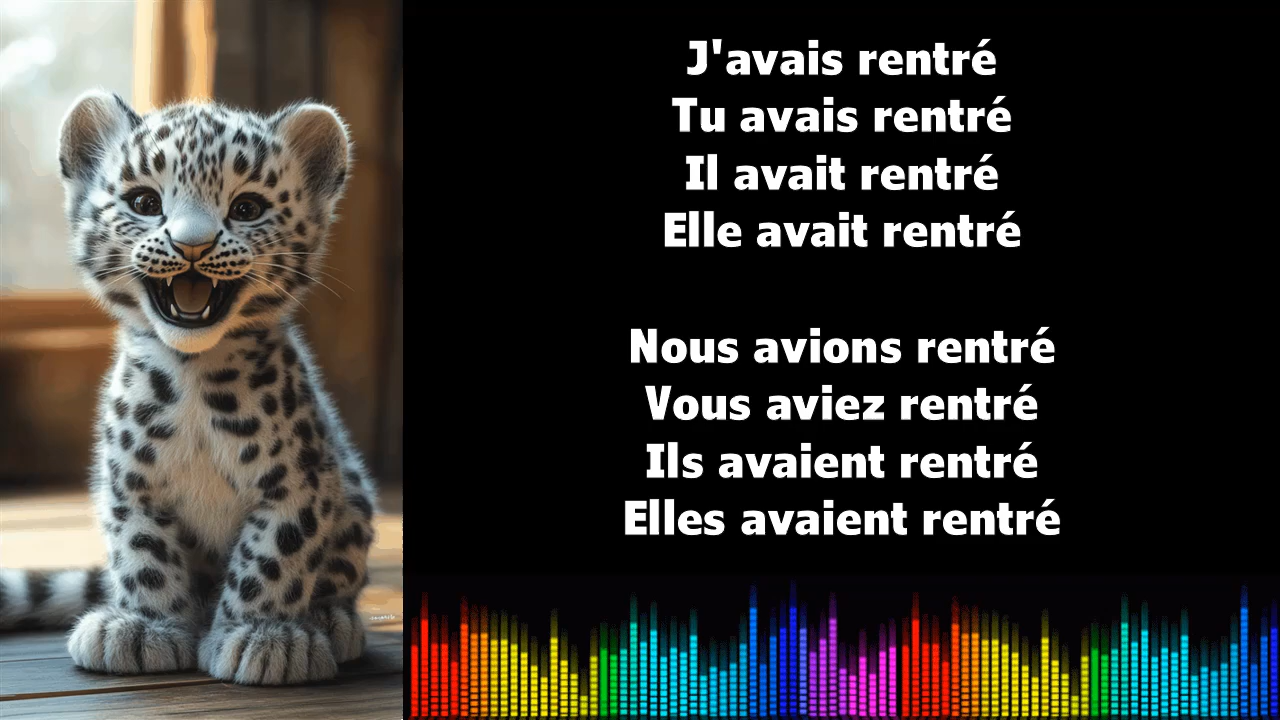 J'avais rentré
Tu avais rentré
Il avait rentré
Elle avait rentré
Nous avions rentré
Vous aviez rentré
Ils avaient rentré
Elles avaient rentré